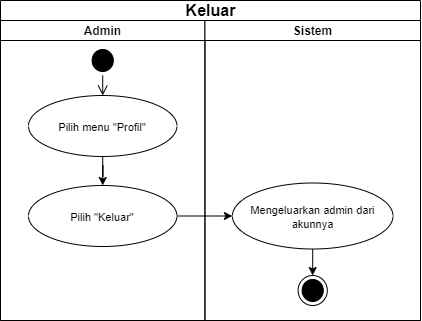 Keluar
Admin
Sistem
Pilih menu "Profil"
Pilih "Keluar"
Mengeluarkan admin dari
akunnya